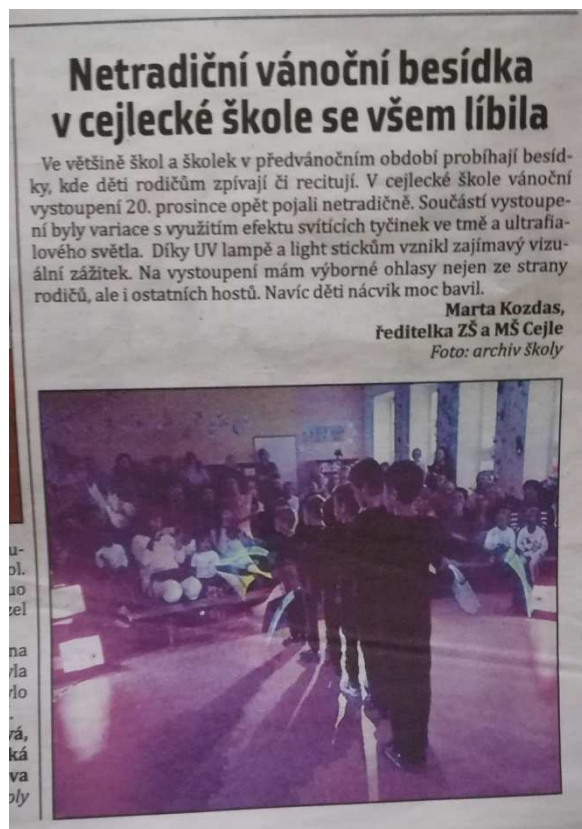 Netradiční vánoční besídka
v cejlecké škole se všem líbila
Ve většině škol a školek v předvánočním období probíhají besíd-
ky, kde děti rodičům zpívají či recitují. V cejlecké škole vánoční
vystoupení 20. prosince opět pojali netradičně. Součástí vystoupe-
ní byly variace s využitím efektu svítících tyčinek ve tmě a ultrafia-
lového světla. Díky UV lampě a light stickům vznikl zajímavý vizu-
ální zážitek. Na vystoupení mám výborné ohlasy nejen ze strany
rodičů, ale i ostatních hostů. Navíc děti nácvik moc bavil.
Marta Kozdas,
ředitelka ZŠ a MŠ Cejle
Foto: archiv školy